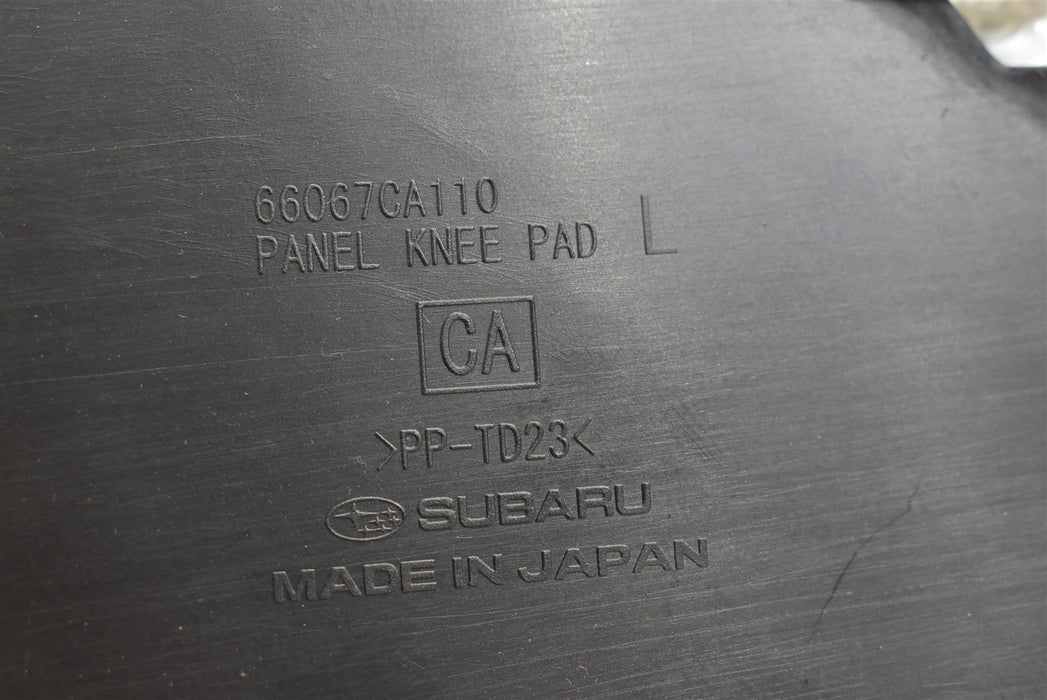 66067CA110
PANEL KNEE PAD L
CA
>PP-TD23<
SUBARU
MADE IN JAPAN